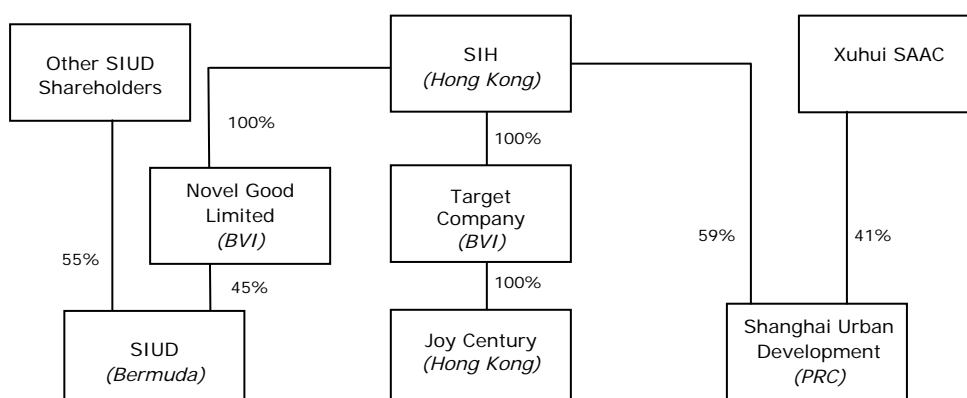 Other SIUD
Shareholders
SIH
(Hong Kong)
Xuhui SAAC
100%
100%
Novel Good
Limited
(BVI)
Target
Company
(BVI)
55%
45%
100%
59%
41%
SIUD
(Bermuda)
Joy Century
(Hong Kong)
Shanghai Urban
Development
(PRC)